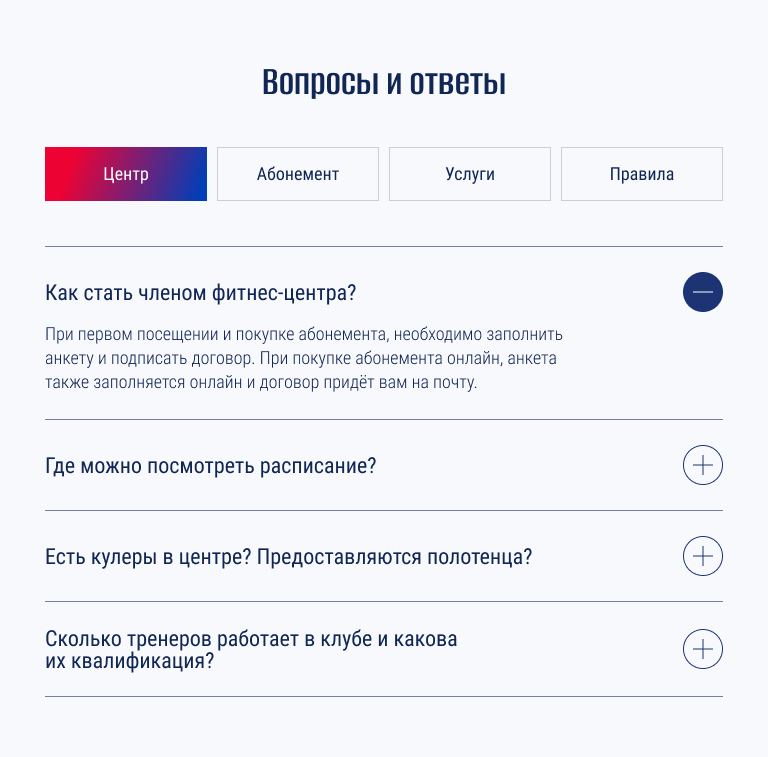 Вопросы и ответы
Центр
Абонемент
Услуги
Правила
Как стать членом фитнес-центра?
При первом посещении и покупке абонемента, необходимо заполнить
анкету и подписать договор. При покупке абонемента онлайн, анкета
также заполняется онлайн и договор придёт вам на почту.
Где можно посмотреть расписание?
Есть кулеры в центре? Предоставляются полотенца?
Сколько тренеров работает в клубе и какова
их квалификация?